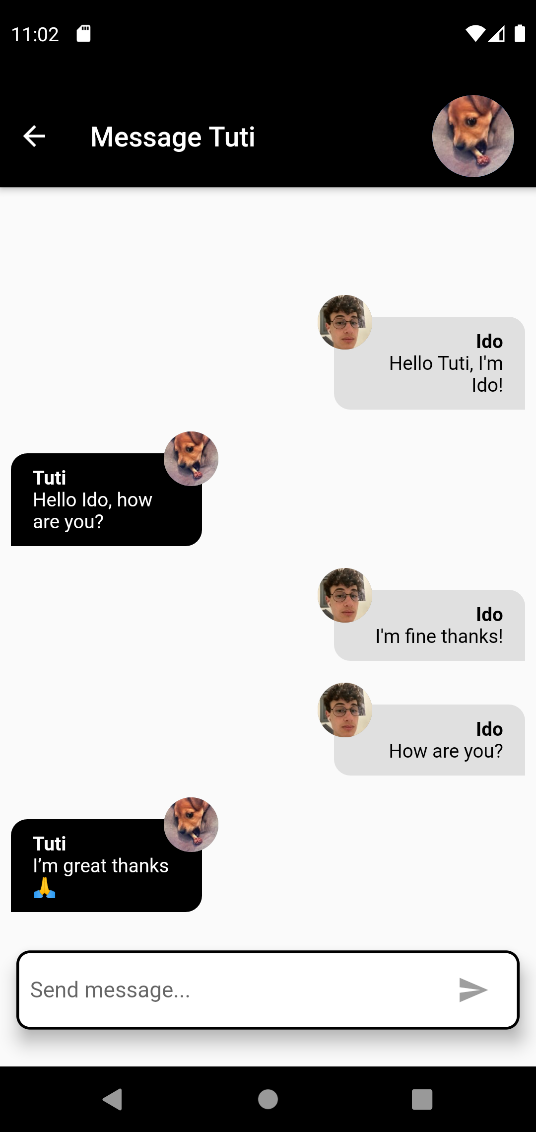 11:02
Message Tuti
Ido
Hello Tuti, I'm
Ido!
Tuti
Hello Ido, how
are you?
Ido
I'm fine thanks!
Ido
How are you?
Tuti
I’m great thanks
🙏
Send message...